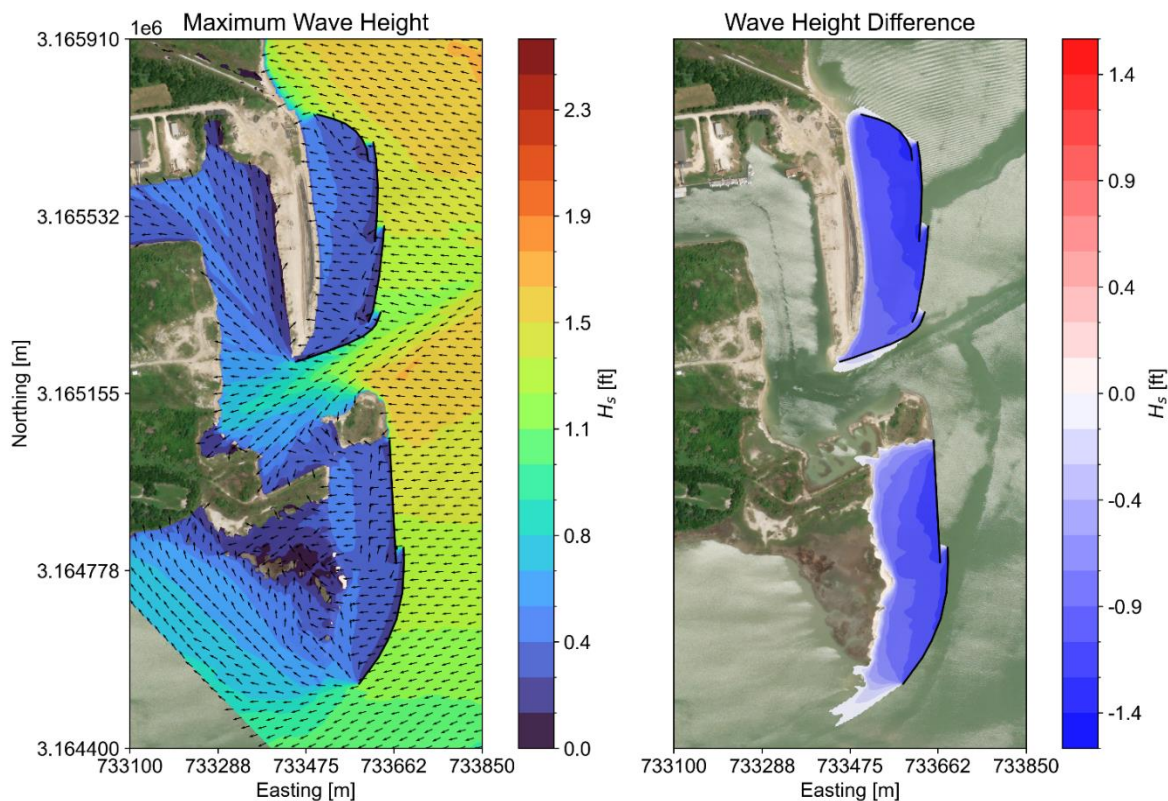 Maximum Wave Height
1e6
3.165910
3.165532
3.165155
3.164778
3.164400
Northing [m]
733100 733288 733475 733662 733850
Easting [m]
2.3
1.9
1.5
1.1
0.8
0.4
0.0
H_s [ft]
Wave Height Difference
733100 733288 733475 733662 733850
Easting [m]
1.4
0.9
0.4
0.0
-0.4
-0.9
-1.4
H_s [ft]